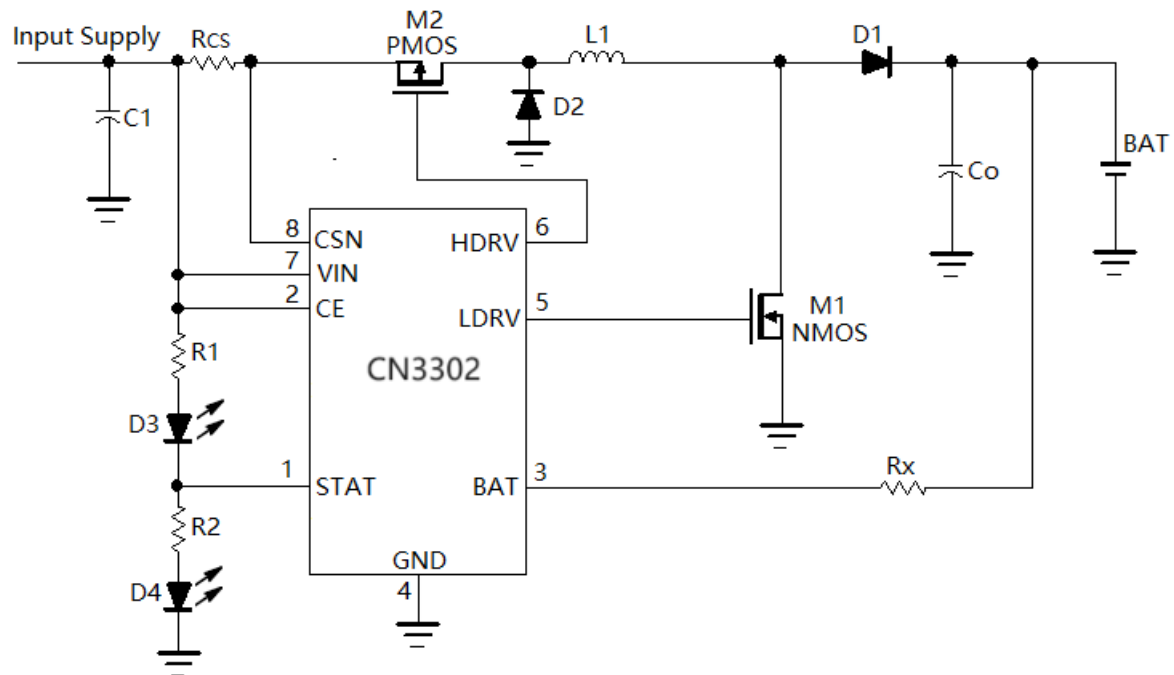 M2
PMOS
L1
D1
Input Supply
RCS
C1
D2
BAT
Co
8
CSN
HDRV
6
7
VIN
2
CE
LDRV
5
M1
NMOS
R1
CN3302
D3
1
STAT
BAT
3
Rx
R2
GND
4
D4